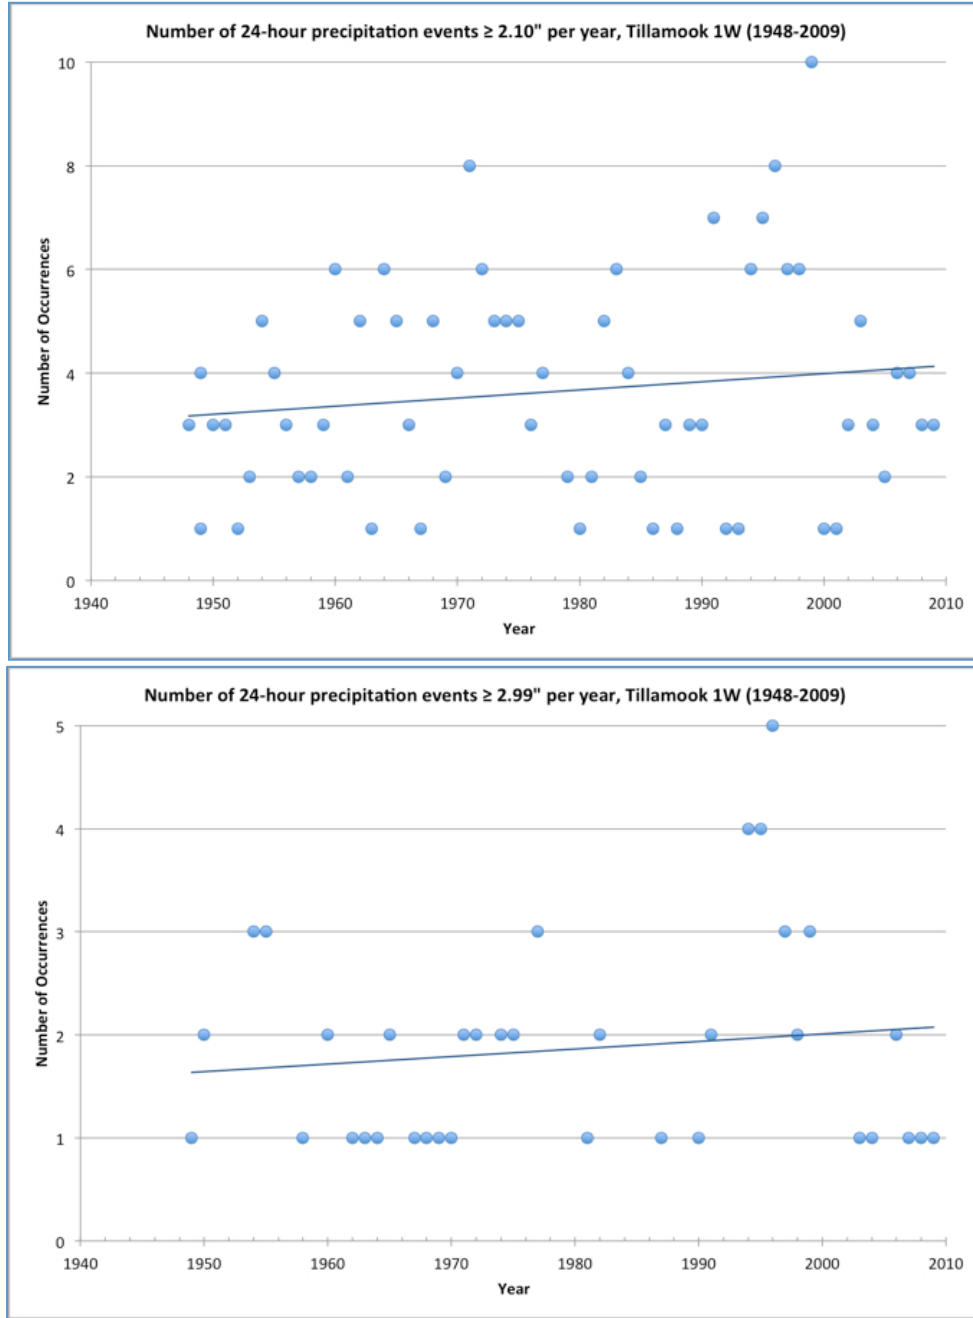 Number of 24-hour precipitation events ≥ 2.10" per year, Tillamook 1W (1948-2009)
10
8
6
4
2
0
Number of Occurrences
1940 1950 1960 1970 1980 1990 2000 2010
Year
Number of 24-hour precipitation events ≥ 2.99" per year, Tillamook 1W (1948-2009)
5
4
3
2
1
0
Number of Occurrences
1940 1950 1960 1970 1980 1990 2000 2010
Year